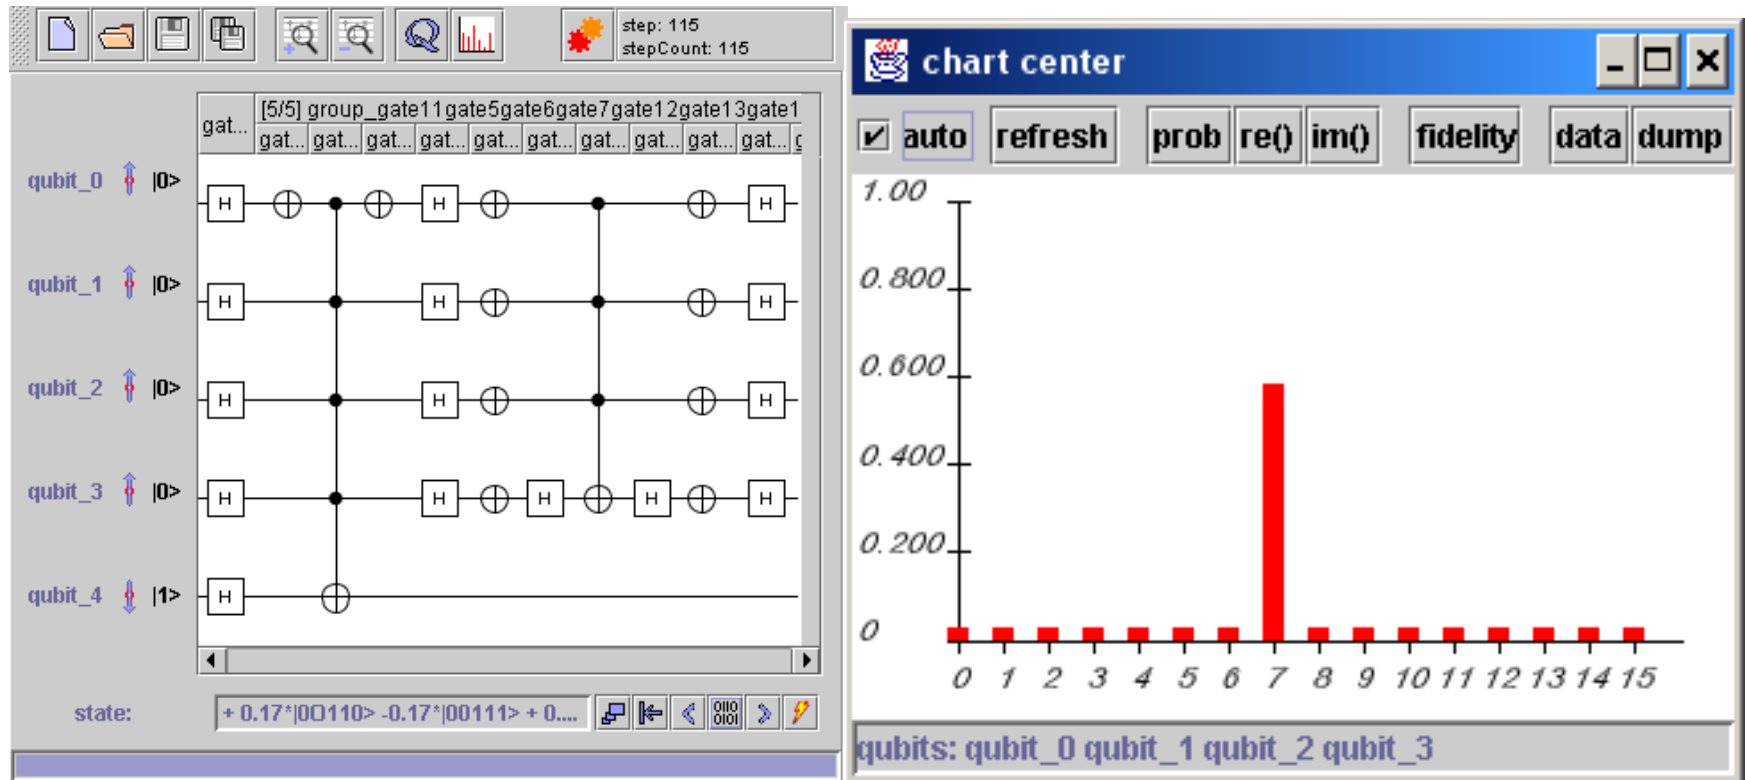 step: 115
stepCount: 115
gat... [5/5] group_gate11gate5gate6gate7gate12gate13gate1
gat... gat... gat... gat... gat... gat... gat... gat... gat... gat... g
qubit_0 |0>
H H H
qubit_1 |0>
H H H
qubit_2 |0>
H H H
qubit_3 |0>
H H H H H
qubit_4 |1>
H
state: + 0.17*|00110> -0.17*|00111> + 0....
0110
0101
chart center
auto refresh prob re() im() fidelity data dump
1.00
0.800
0.600
0.400
0.200
0
0 1 2 3 4 5 6 7 8 9 10 11 12 13 14 15
qubits: qubit_0 qubit_1 qubit_2 qubit_3